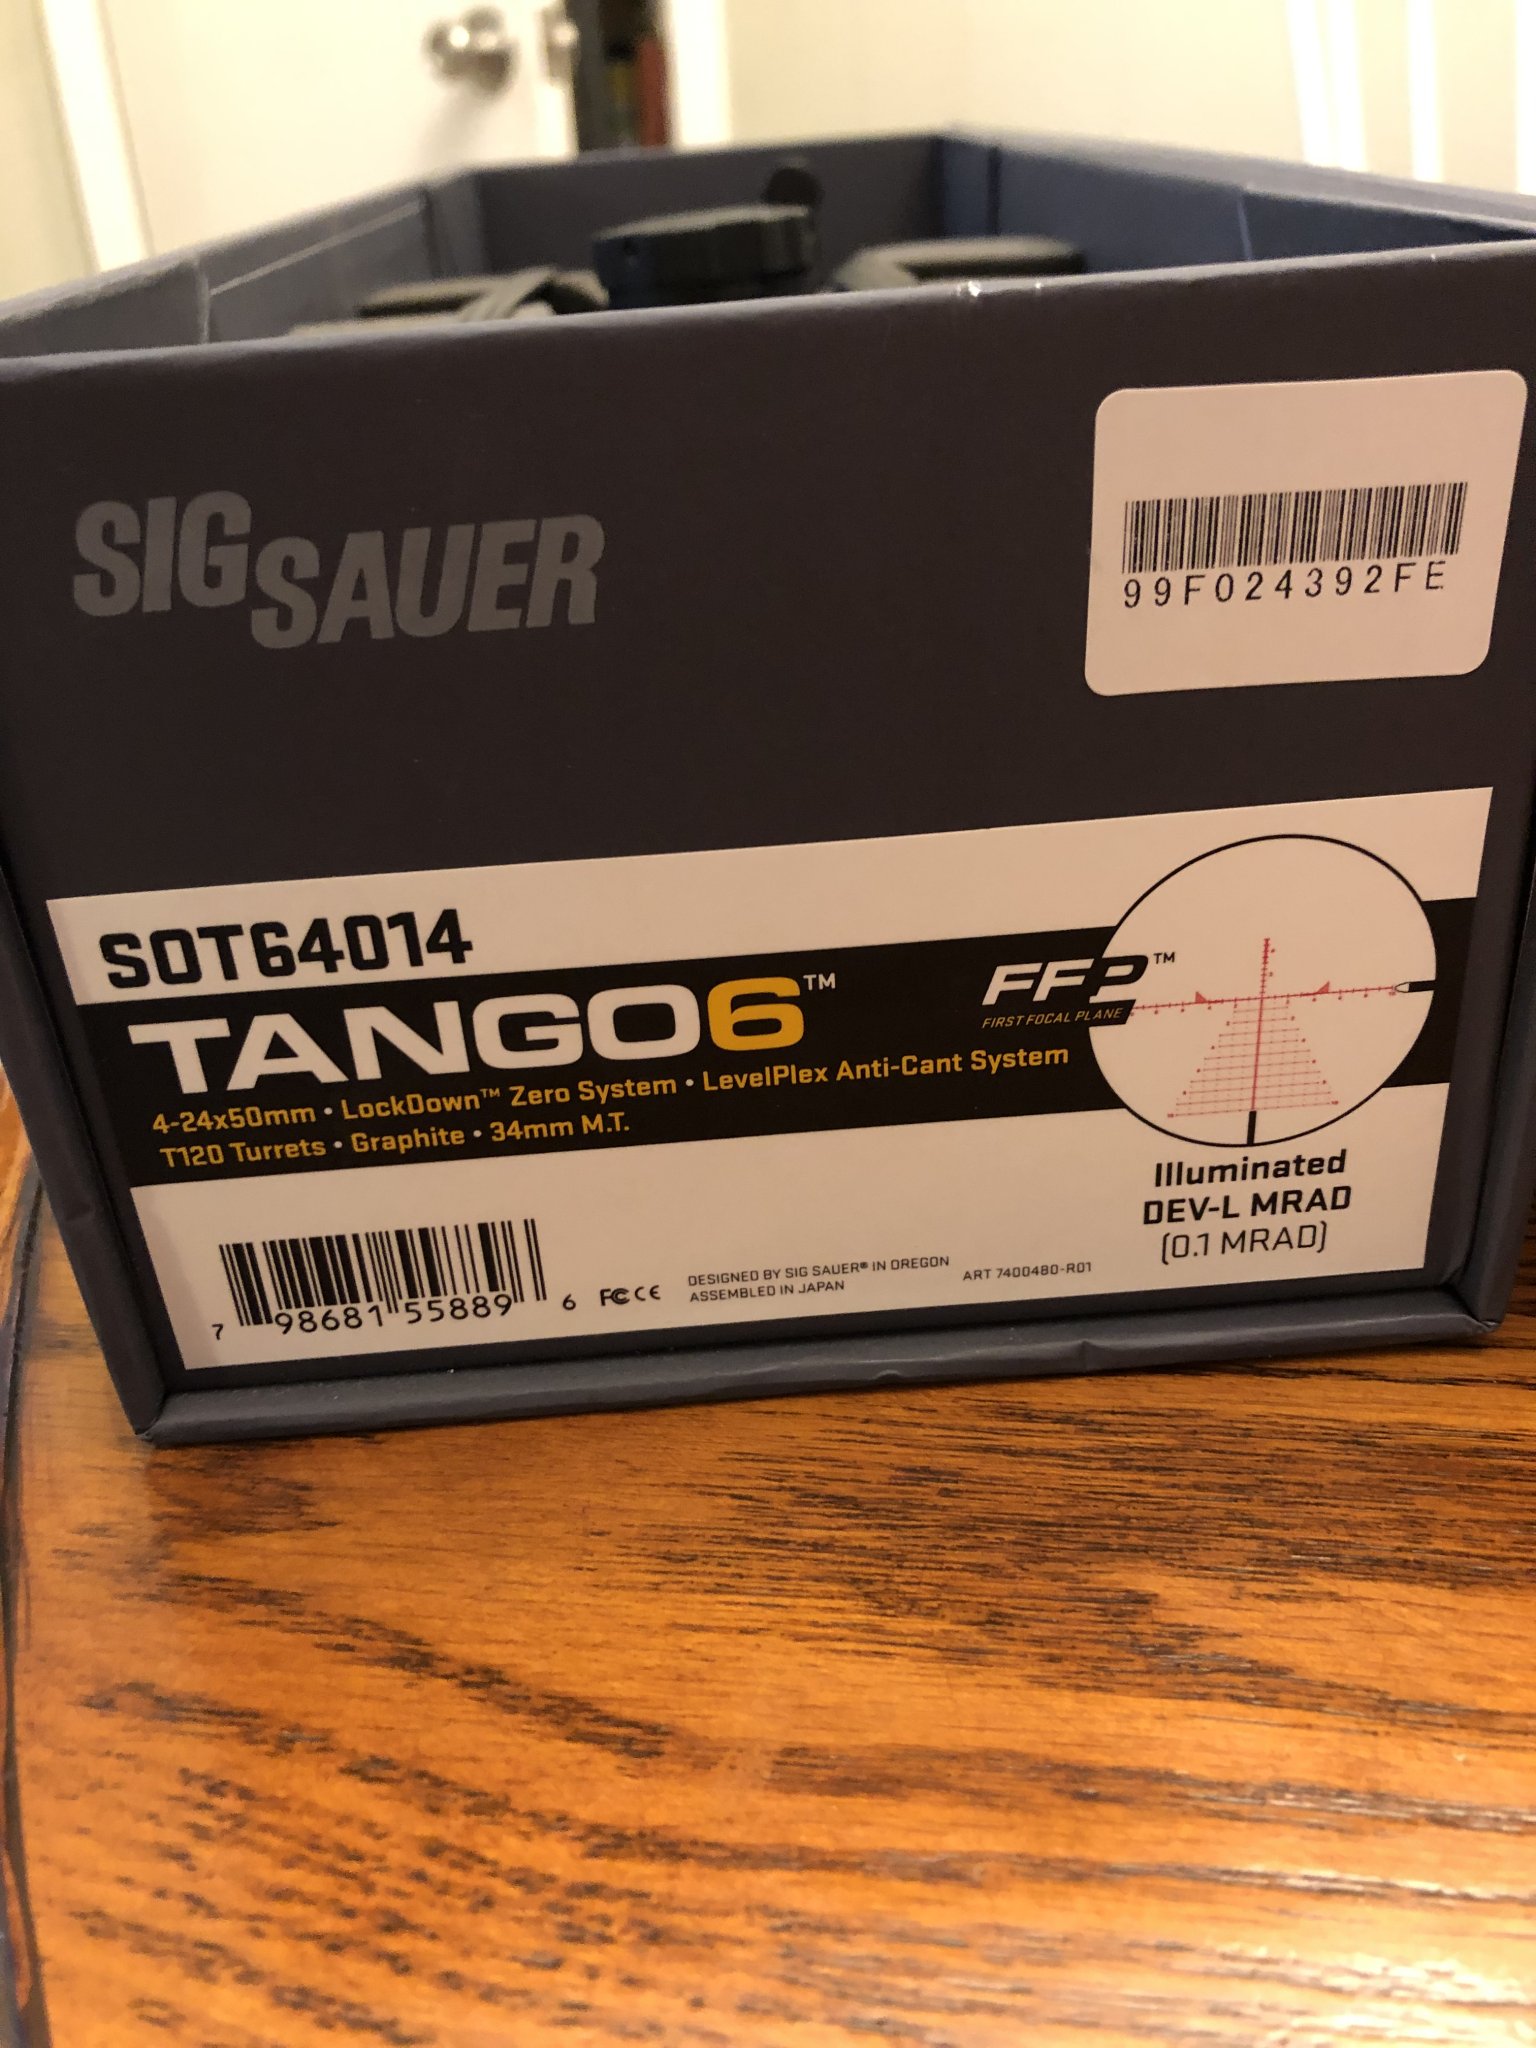 SIG SAUER
99F024392FE
SOT64014
TANGO6™
FFP™
FIRST FOCAL PLANE
4-24x50mm • LockDown™ Zero System • LevelPlex Anti-Cant System
T120 Turrets • Graphite • 34mm M.T.
Illuminated
DEV-L MRAD
(0.1 MRAD)
7 98681 55889 6
FC CE
DESIGNED BY SIG SAUER® IN OREGON
ASSEMBLED IN JAPAN
ART 7400480-R01